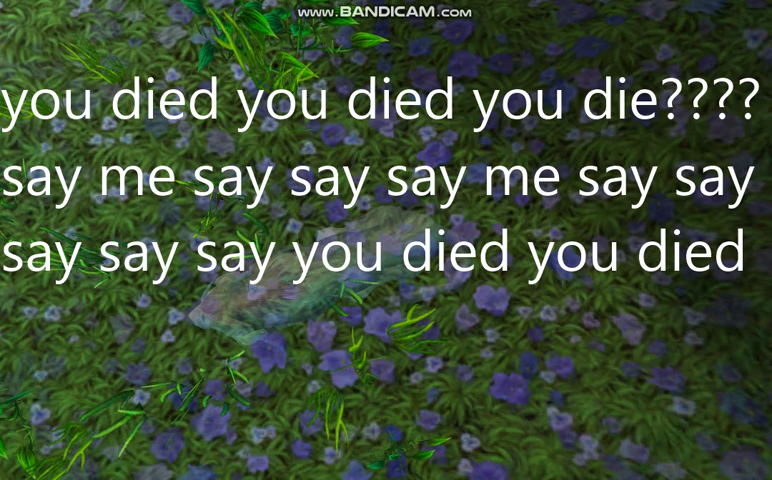 www.BANDICAM.com
you died you died you die????
say me say say say me say say
say say say you died you died